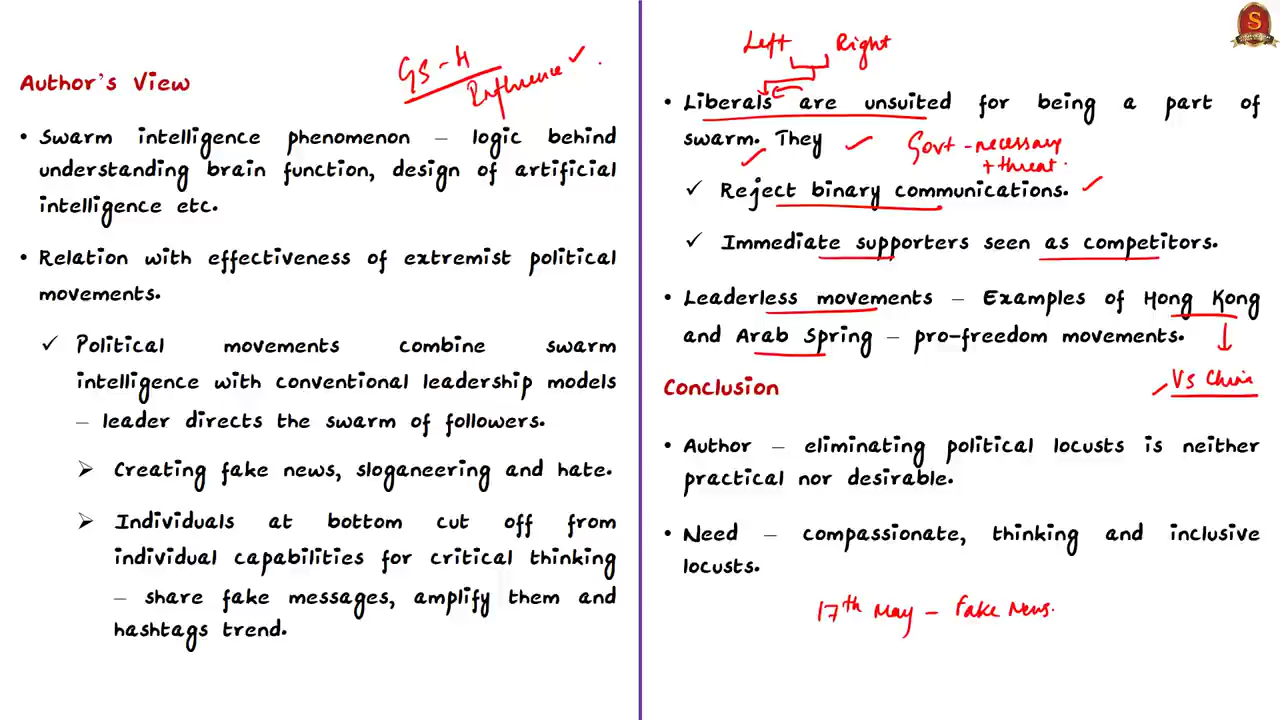 GS-4
Influence
Author's View
• Swarm intelligence phenomenon – logic behind
understanding brain function, design of artificial
intelligence etc.
• Relation with effectiveness of extremist political
movements.
✓ Political movements combine swarm
intelligence with conventional leadership models
– leader directs the swarm of followers.
➢ Creating fake news, sloganeering and hate.
➢ Individuals at bottom cut off from
individual capabilities for critical thinking
– share fake messages, amplify them and
hashtags trend.
Left Right
• Liberals are unsuited for being a part of
swarm. They
Govt - necessary
+ threat.
✓ Reject binary communications.
✓ Immediate supporters seen as competitors.
• Leaderless movements – Examples of Hong Kong
and Arab Spring – pro-freedom movements.
Vs China
Conclusion
• Author – eliminating political locusts is neither
practical nor desirable.
• Need – compassionate, thinking and inclusive
locusts.
17th May - Fake News.